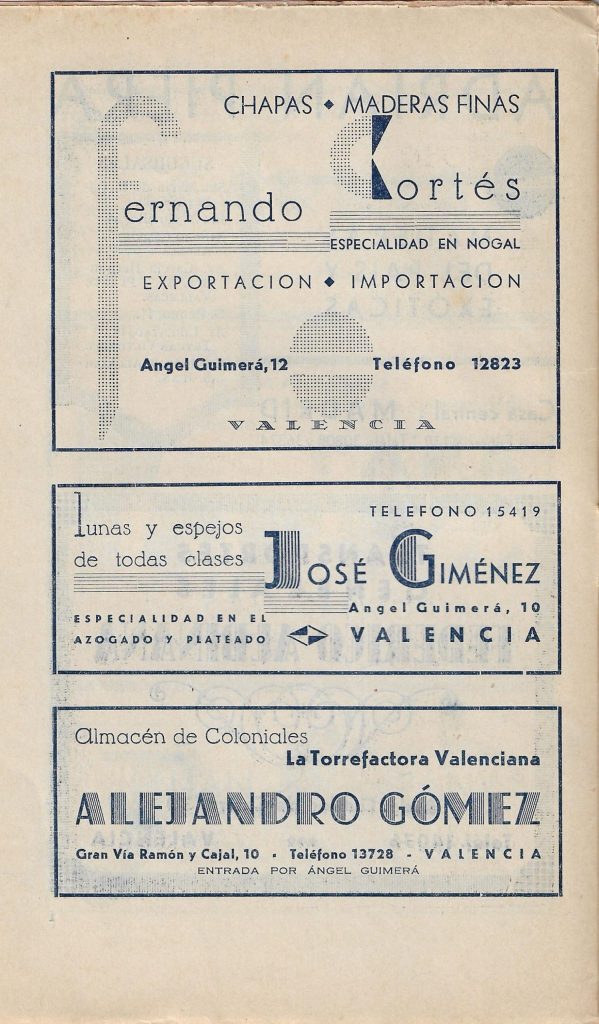 CHAPAS ◆ MADERAS FINAS
Fernando Kortés
ESPECIALIDAD EN NOGAL
EXPORTACION ◆ IMPORTACION
Angel Guimerá, 12 Teléfono 12823
VALENCIA
lunas y espejos
de todas clases
ESPECIALIDAD EN EL
AZOGADO Y PLATEADO
TELEFONO 15419
JOSÉ GIMÉNEZ
Angel Guimerá, 10
VALENCIA
Almacén de Coloniales
La Torrefactora Valenciana
ALEJANDRO GÓMEZ
Gran Vía Ramón y Cajal, 10 - Teléfono 13728 - VALENCIA
ENTRADA POR ÁNGEL GUIMERÁ